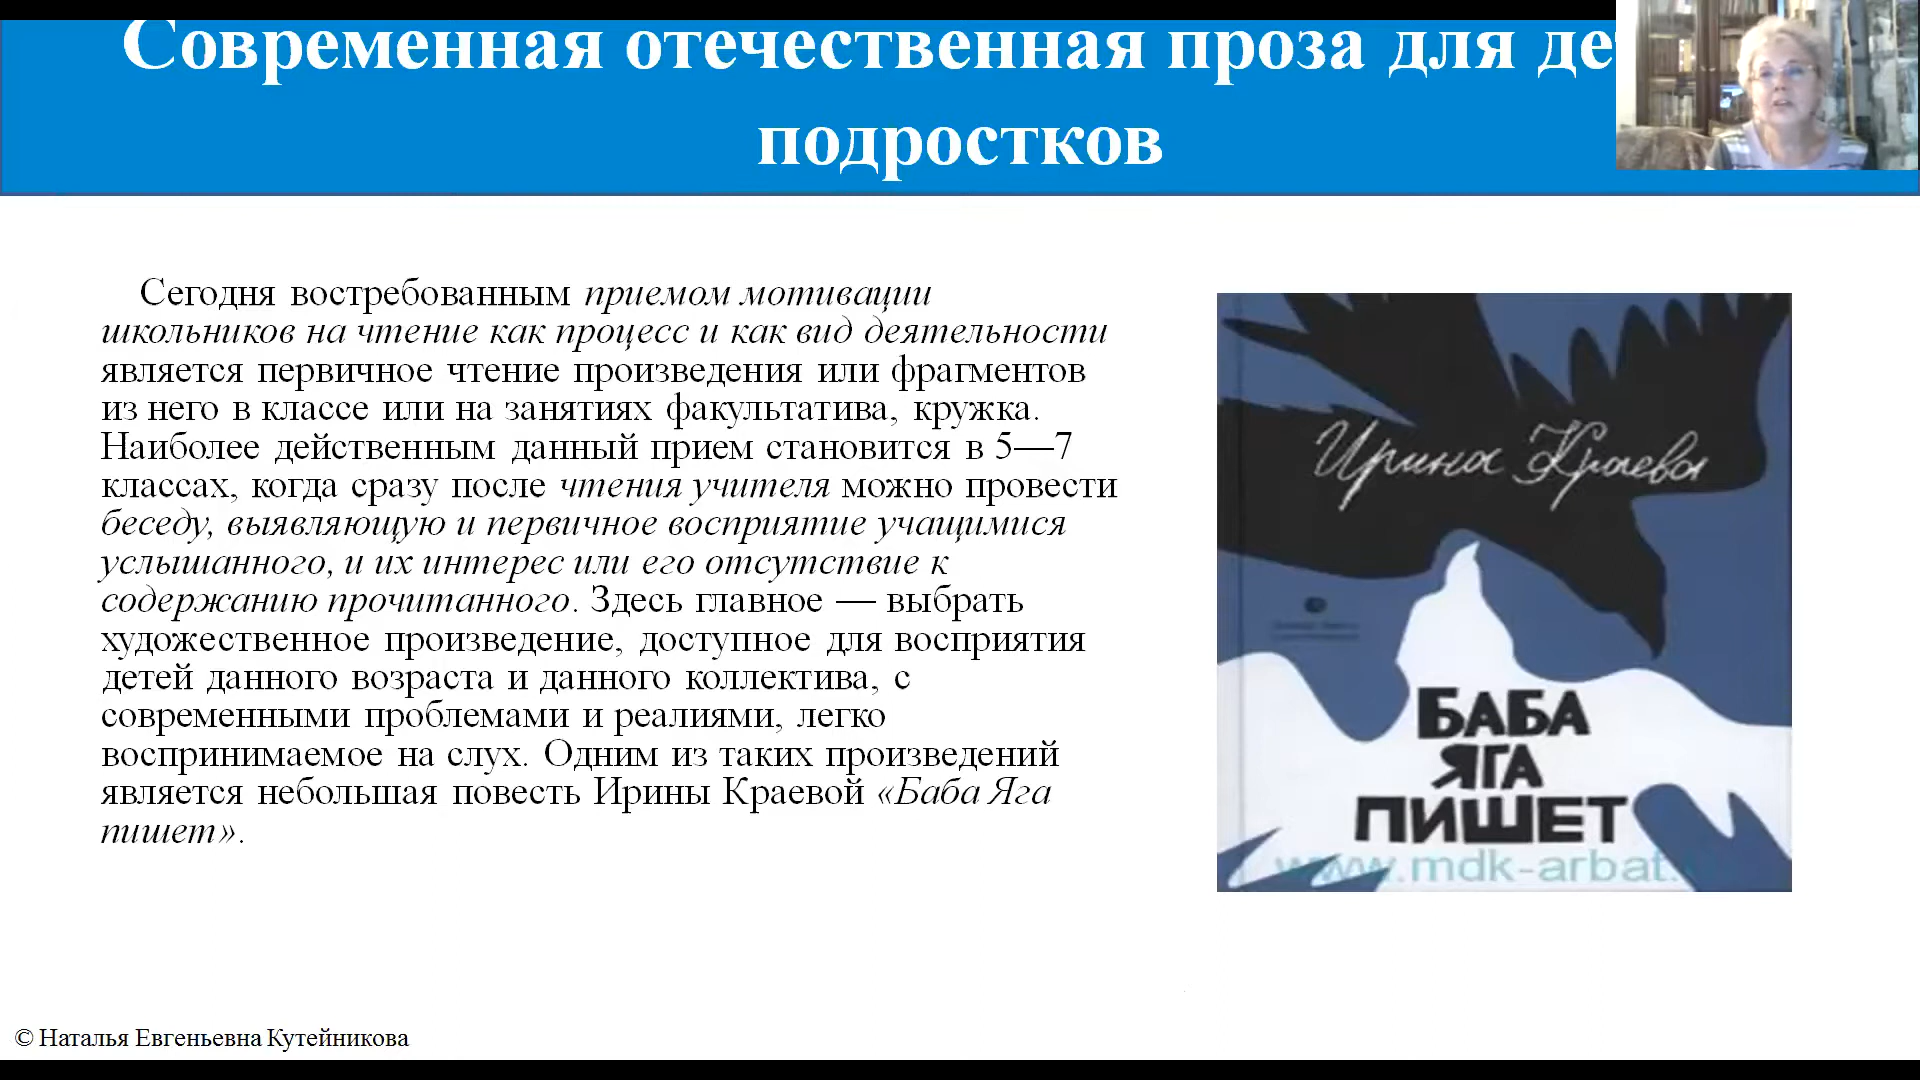 Современная отечественная проза для
подростков
Сегодня востребованным приемом мотивации
школьников на чтение как процесс и как вид деятельности
является первичное чтение произведения или фрагментов
из него в классе или на занятиях факультатива, кружка.
Наиболее действенным данный прием становится в 5—7
классах, когда сразу после чтения учителя можно провести
беседу, выявляющую и первичное восприятие учащимися
услышанного, и их интерес или его отсутствие к
содержанию прочитанного. Здесь главное — выбрать
художественное произведение, доступное для восприятия
детей данного возраста и данного коллектива, с
современными проблемами и реалиями, легко
воспринимаемое на слух. Одним из таких произведений
является небольшая повесть Ирины Краевой «Баба Яга
пишет».
Ирина Краева
БАБА
ЯГА
ПИШЕТ
www.mdk-arbat.
© Наталья Евгеньевна Кутейникова